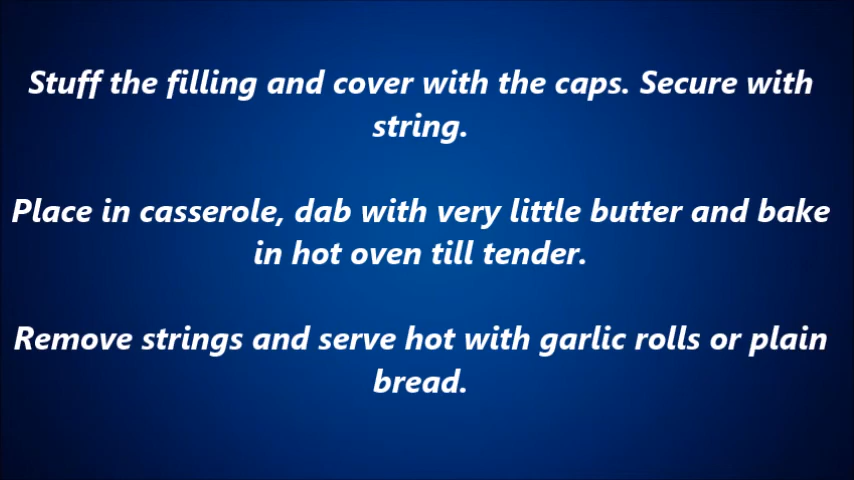 Stuff the filling and cover with the caps. Secure with
string.
Place in casserole, dab with very little butter and bake
in hot oven till tender.
Remove strings and serve hot with garlic rolls or plain
bread.